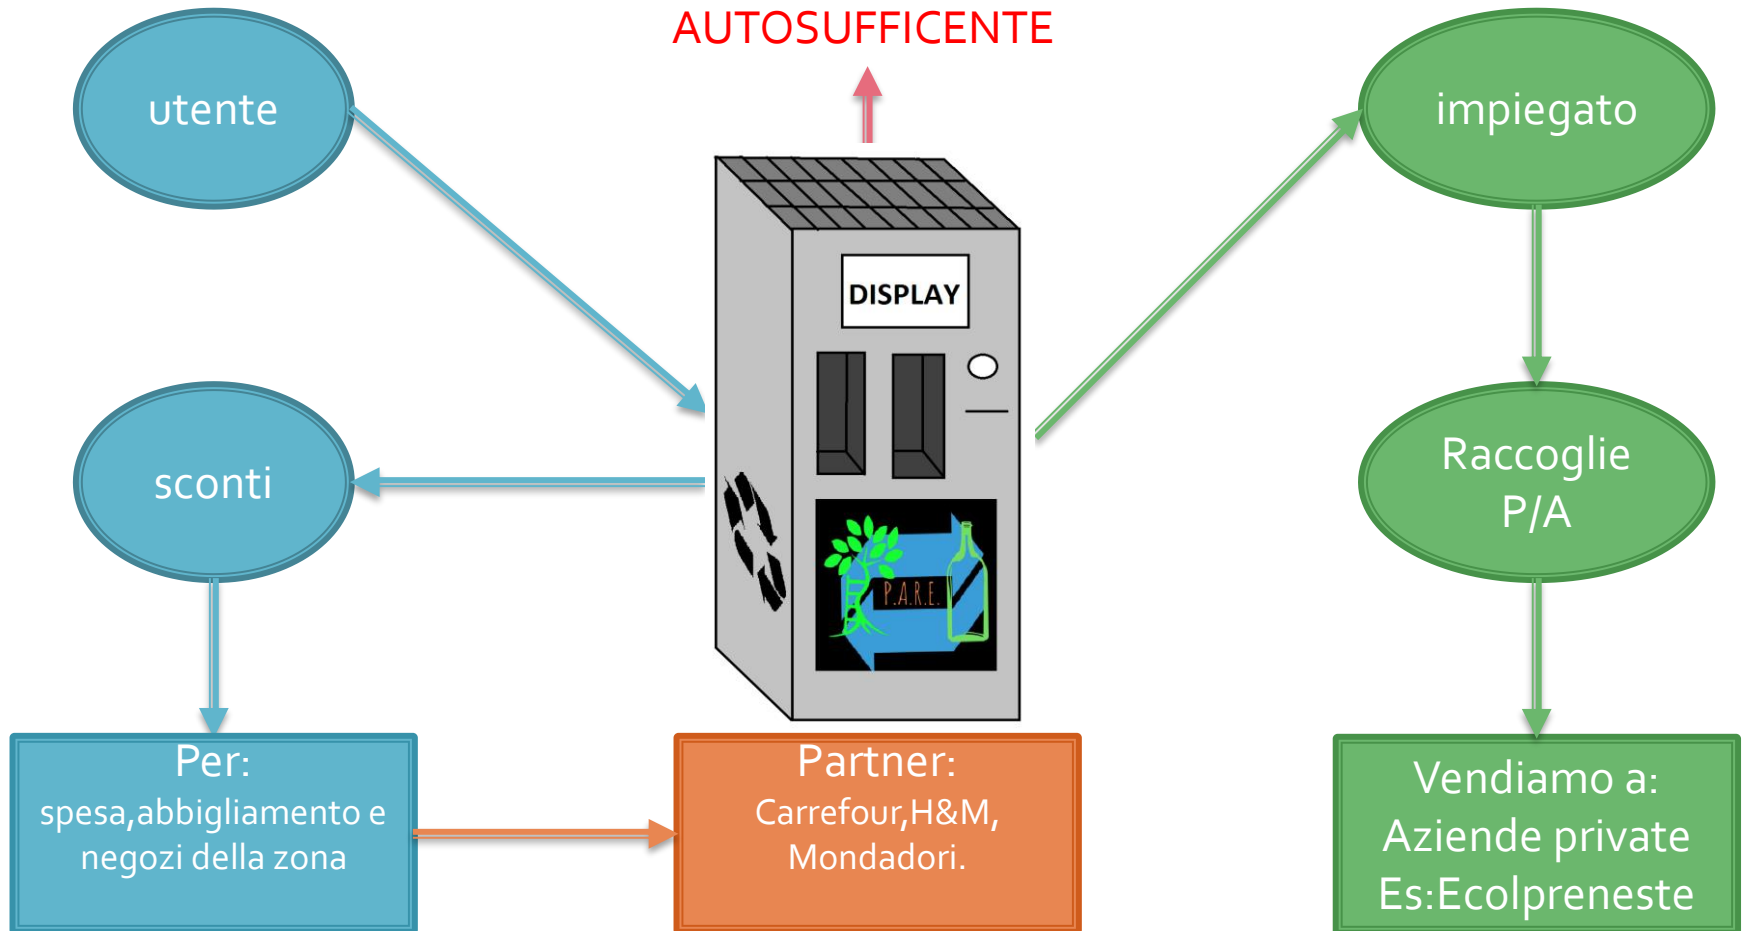 AUTOSUFFICENTE
utente
impiegato
DISPLAY
sconti
Raccoglie
P/A
P.A.R.E.
Per:
spesa,abbigliamento e
negozi della zona
Partner:
Carrefour,H&M,
Mondadori.
Vendiamo a:
Aziende private
Es:Ecolpreneste